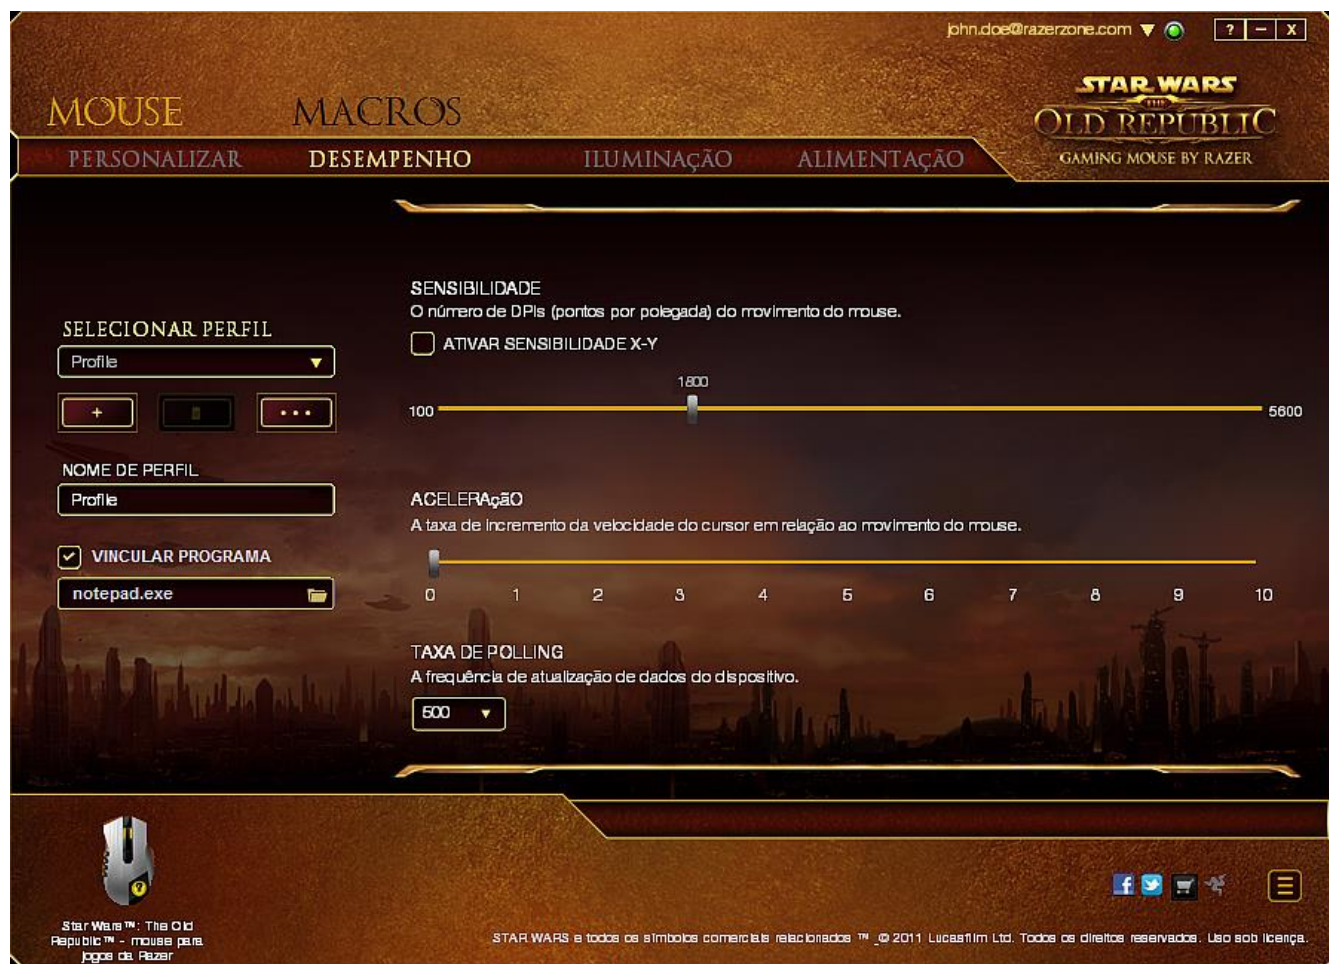 john.doe@razerzone.com
? – X
MOUSE MACROS
STAR WARS
THE
OLD REPUBLIC
GAMING MOUSE BY RAZER
PERSONALIZAR DESEMPENHO ILUMINAçÃO ALIMENTAçÃO
SENSIBILIDADE
O número de DPIs (pontos por polegada) do movimento do mouse.
ATIVAR SENSIBILIDADE X-Y
1800
100 5600
SELECIONAR PERFIL
Profile
+ ...
NOME DE PERFIL
Profile
VINCULAR PROGRAMA
notepad.exe
ACELERAçãO
A taxa de incremento da velocidade do cursor em relação ao movimento do mouse.
0 1 2 3 4 5 6 7 8 9 10
TAXA DE POLLING
A frequência de atualização de dados do dispositivo.
500
Star Wars™: The Old
Republic™ - mouse para
jogos da Razer
STAR WARS e todos os símbolos comerciais relacionados ™ _© 2011 Lucasfilm Ltd. Todos os direitos reservados. Uso sob licença.